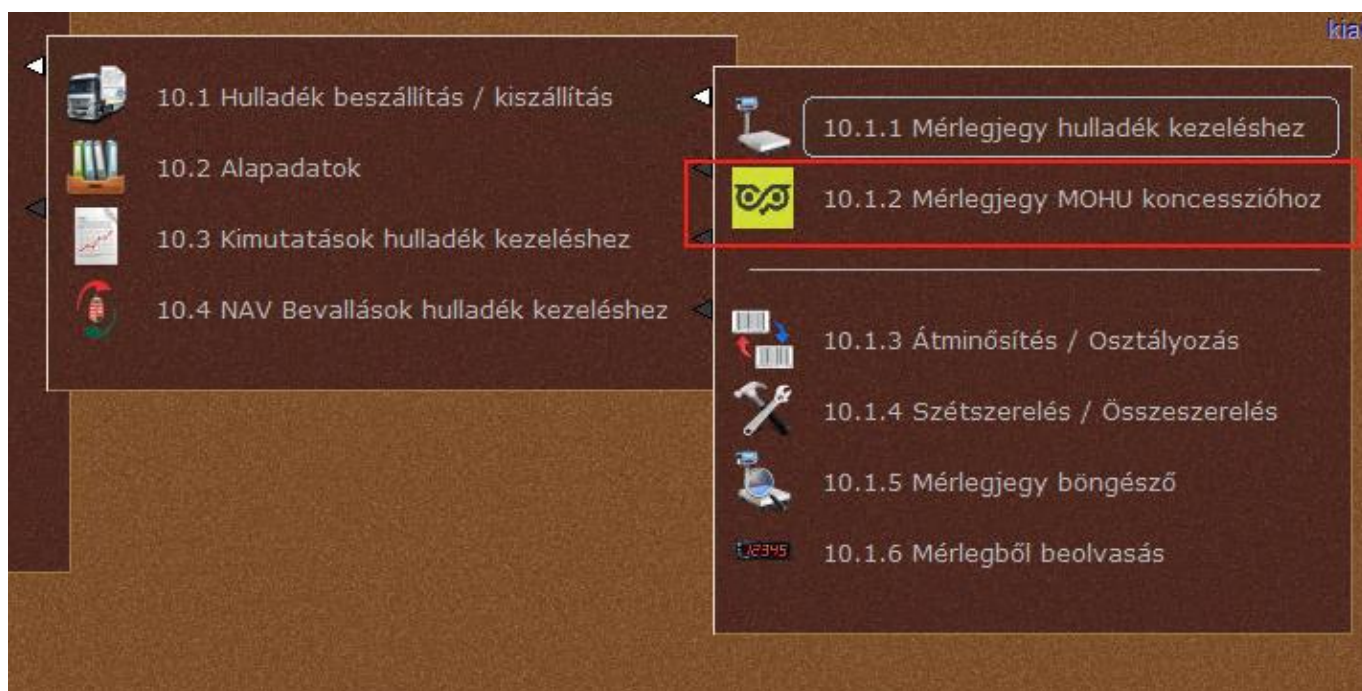 kia
10.1 Hulladék beszállítás / kiszállítás
10.2 Alapadatok
10.3 Kimutatások hulladék kezeléshez
10.4 NAV Bevallások hulladék kezeléshez
10.1.1 Mérlegjegy hulladék kezeléshez
10.1.2 Mérlegjegy MOHU koncesszióhoz
10.1.3 Átminősítés / Osztályozás
10.1.4 Szétszerelés / Összeszerelés
10.1.5 Mérlegjegy böngésző
12345
10.1.6 Mérlegből beolvasás